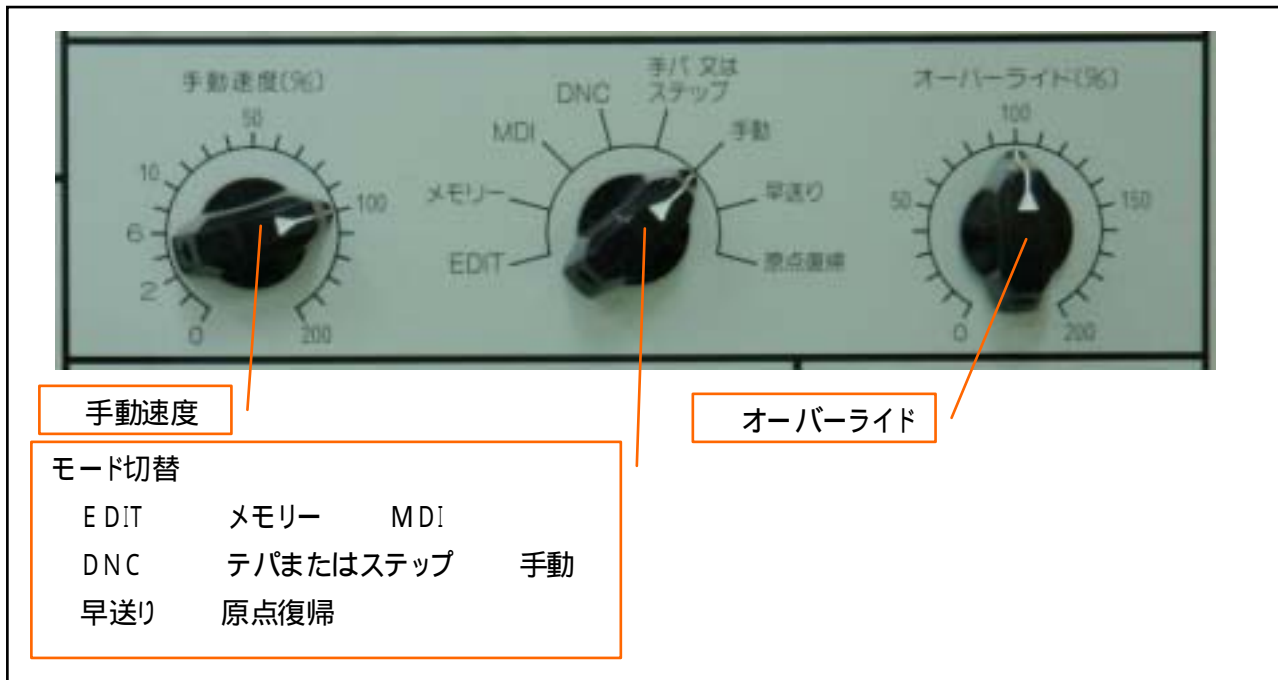 手動速度(%)
0
2
6
10
50
100
200
EDIT
メモリー
MDI
DNC
手パ 又は
ステップ
手動
早送り
原点復帰
オーバーライド(%)
0
50
100
150
200
手動速度
オーバーライド
モード切替
EDIT メモリー MDI
DNC テパまたはステップ 手動
早送り 原点復帰